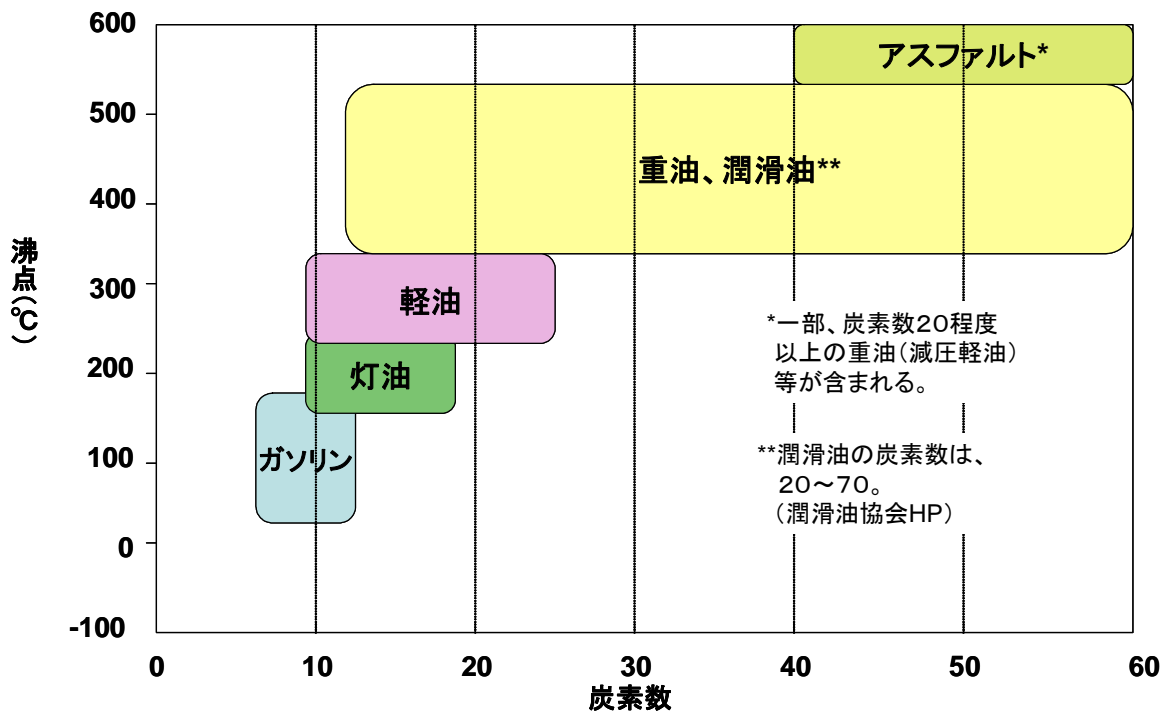 600
アスファルト*
500
重油、潤滑油**
400
沸点(℃)
300
軽油
*一部、炭素数20程度
以上の重油(減圧軽油)
等が含まれる。
200
灯油
100
ガソリン
**潤滑油の炭素数は、
20～70。
(潤滑油協会HP)
0
-100
0 10 20 30 40 50 60
炭素数